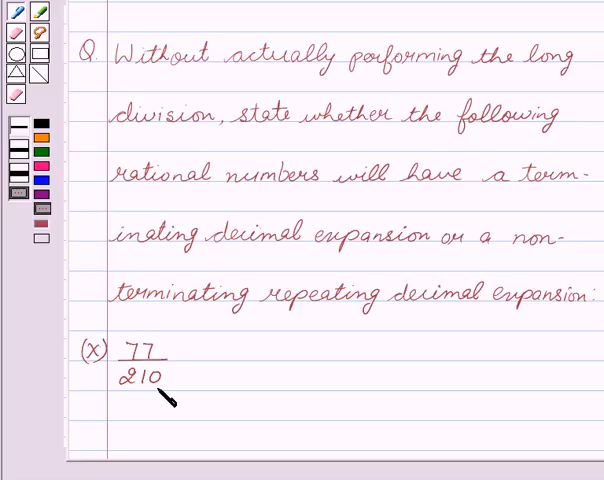 Q. Without actually performing the long
division, state whether the following
rational numbers will have a term-
inating decimal expansion or a non-
terminating repeating decimal expansion:
(x) 77
210